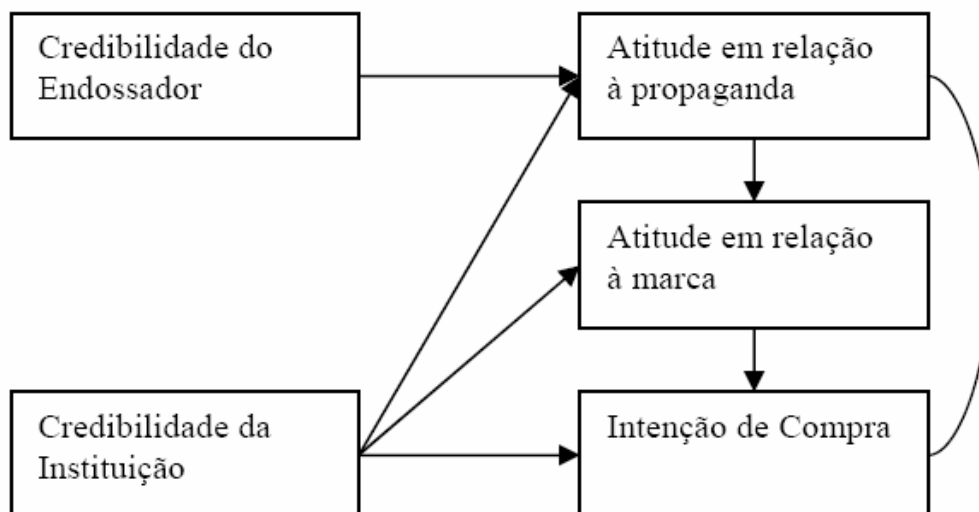 Credibilidade do
Endossador
Atitude em relação
à propaganda
Atitude em relação
à marca
Credibilidade da
Instituição
Intenção de Compra